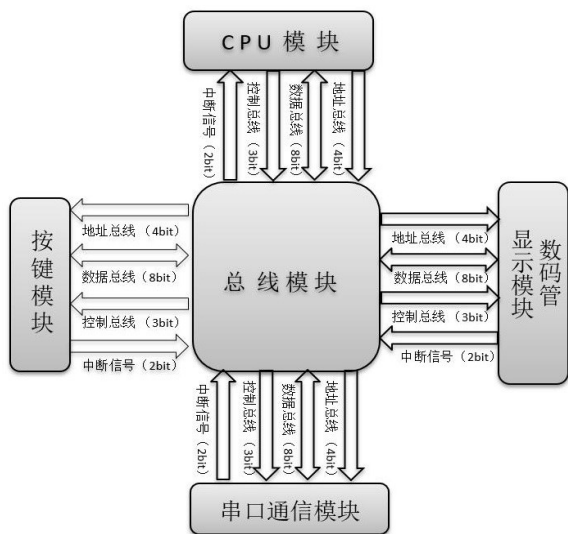 CPU 模 块
中断信号（2bit）
控制总线（3bit）
数据总线（8bit）
地址总线（4bit）
按键模块
地址总线（4bit）
数据总线（8bit）
控制总线（3bit）
中断信号（2bit）
总 线 模 块
地址总线（4bit）
数据总线（8bit）
控制总线（3bit）
中断信号（2bit）
数码管
显示模块
中断信号（2bit）
控制总线（3bit）
数据总线（8bit）
地址总线（4bit）
串口通信模块